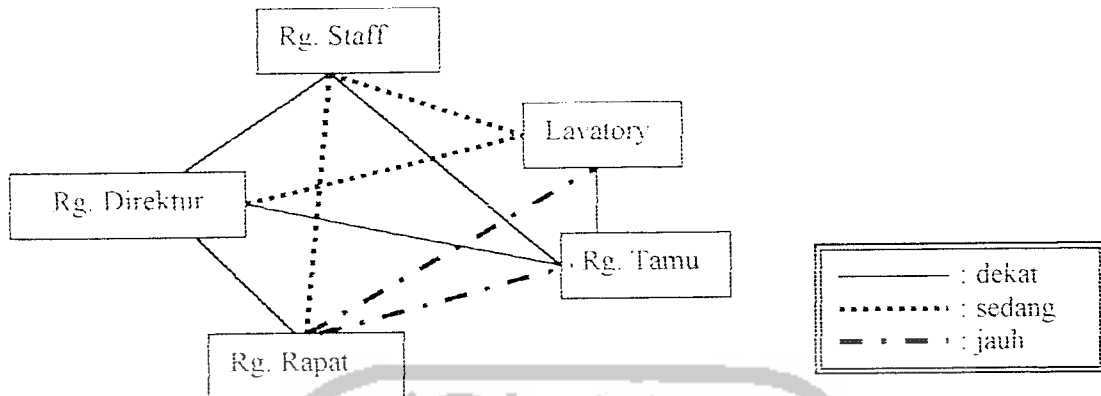 Rg. Staff
Lavatory
Rg. Direktur
Rg. Tamu
Rg. Rapat
: dekat
: sedang
: jauh